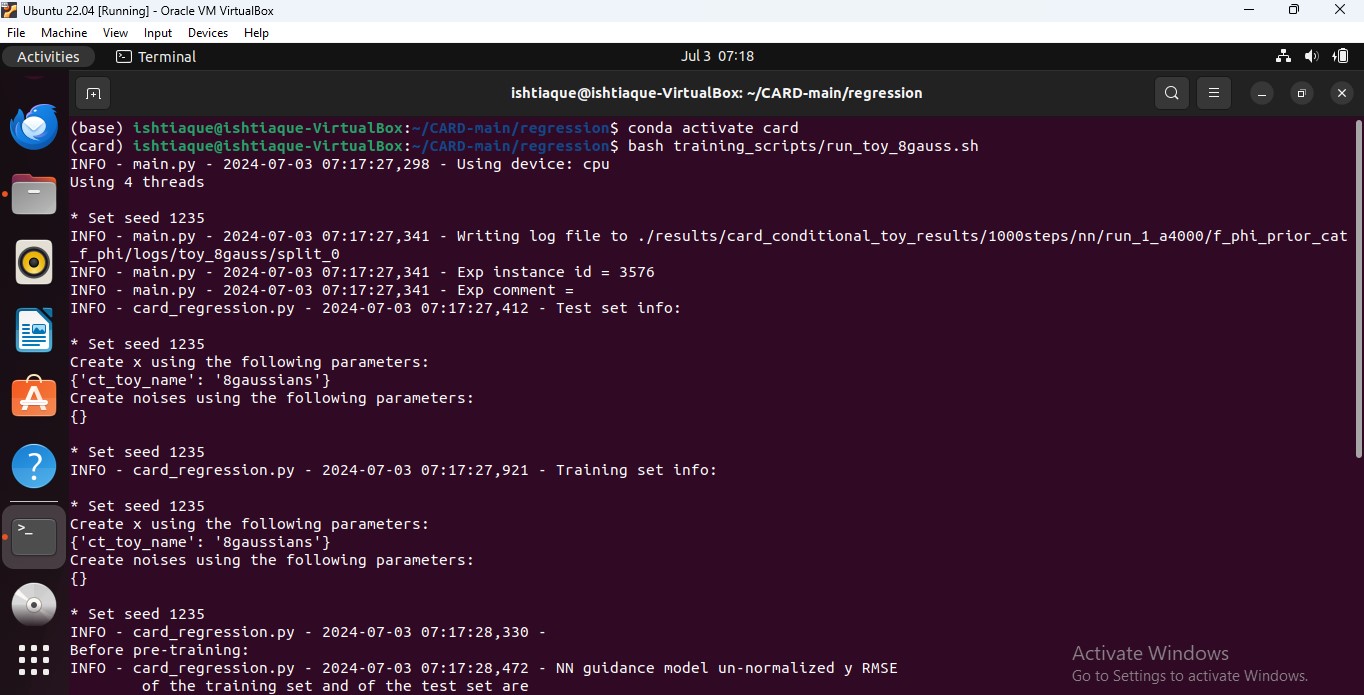 Ubuntu 22.04 [Running] - Oracle VM VirtualBox
File Machine View Input Devices Help
Activities Terminal Jul 3 07:18
ishtiaque@ishtiaque-VirtualBox: ~/CARD-main/regression
(base) ishtiaque@ishtiaque-VirtualBox:~/CARD-main/regression$ conda activate card
(card) ishtiaque@ishtiaque-VirtualBox:~/CARD-main/regression$ bash training_scripts/run_toy_8gauss.sh
INFO - main.py - 2024-07-03 07:17:27,298 - Using device: cpu
Using 4 threads
* Set seed 1235
INFO - main.py - 2024-07-03 07:17:27,341 - Writing log file to ./results/card_conditional_toy_results/1000steps/nn/run_1_a4000/f_phi_prior_cat
_f_phi/logs/toy_8gauss/split_0
INFO - main.py - 2024-07-03 07:17:27,341 - Exp instance id = 3576
INFO - main.py - 2024-07-03 07:17:27,341 - Exp comment =
INFO - card_regression.py - 2024-07-03 07:17:27,412 - Test set info:
* Set seed 1235
Create x using the following parameters:
{'ct_toy_name': '8gaussians'}
Create noises using the following parameters:
{}
* Set seed 1235
INFO - card_regression.py - 2024-07-03 07:17:27,921 - Training set info:
* Set seed 1235
Create x using the following parameters:
{'ct_toy_name': '8gaussians'}
Create noises using the following parameters:
{}
* Set seed 1235
INFO - card_regression.py - 2024-07-03 07:17:28,330 -
Before pre-training:
INFO - card_regression.py - 2024-07-03 07:17:28,472 - NN guidance model un-normalized y RMSE
of the training set and of the test set are
Activate Windows
Go to Settings to activate Windows.